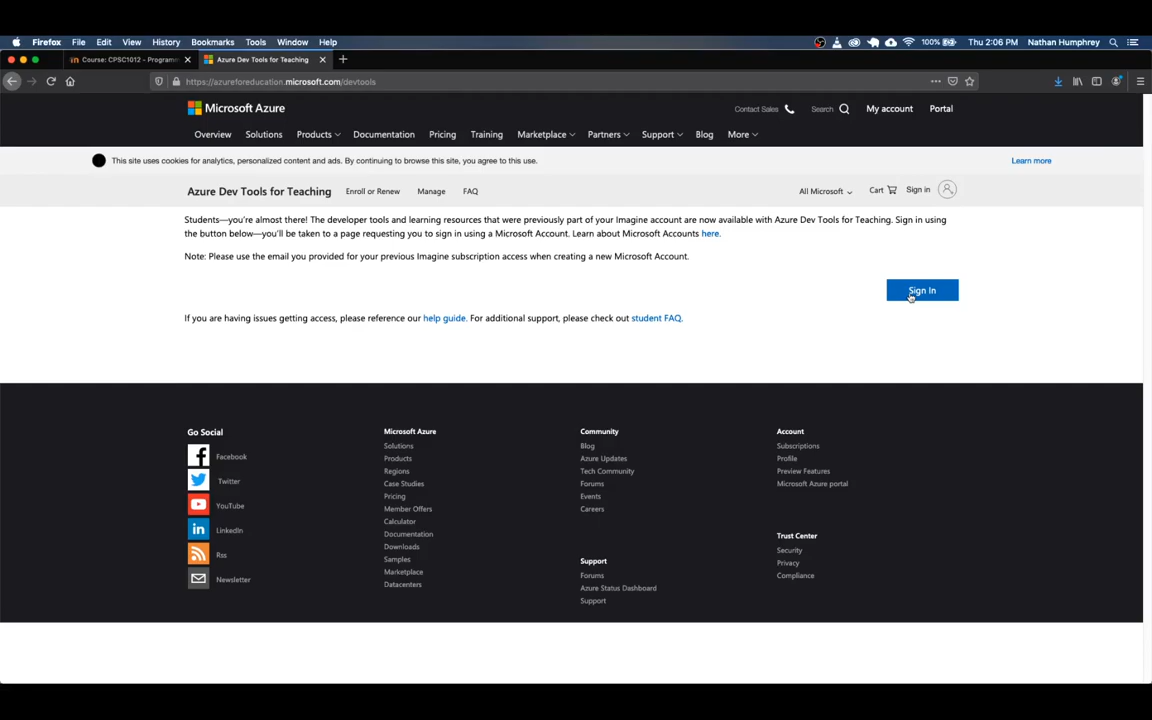 Firefox File Edit View History Bookmarks Tools Window Help 100% Thu 2:06 PM Nathan Humphrey
Course: CPSC1012 - Programm Azure Dev Tools for Teaching
https://azureforeducation.microsoft.com/devtools
Microsoft Azure Contact Sales Search My account Portal
Overview Solutions Products Documentation Pricing Training Marketplace Partners Support Blog More
This site uses cookies for analytics, personalized content and ads. By continuing to browse this site, you agree to this use. Learn more
Azure Dev Tools for Teaching Enroll or Renew Manage FAQ All Microsoft Cart Sign in
Students—you're almost there! The developer tools and learning resources that were previously part of your Imagine account are now available with Azure Dev Tools for Teaching. Sign in using
the button below—you'll be taken to a page requesting you to sign in using a Microsoft Account. Learn about Microsoft Accounts here.
Note: Please use the email you provided for your previous Imagine subscription access when creating a new Microsoft Account.
Sign In
If you are having issues getting access, please reference our help guide. For additional support, please check out student FAQ.
Go Social
Facebook
Twitter
YouTube
LinkedIn
Rss
Newsletter
Microsoft Azure
Solutions
Products
Regions
Case Studies
Pricing
Member Offers
Calculator
Documentation
Downloads
Samples
Marketplace
Datacenters
Community
Blog
Azure Updates
Tech Community
Forums
Events
Careers
Support
Forums
Azure Status Dashboard
Support
Account
Subscriptions
Profile
Preview Features
Microsoft Azure portal
Trust Center
Security
Privacy
Compliance